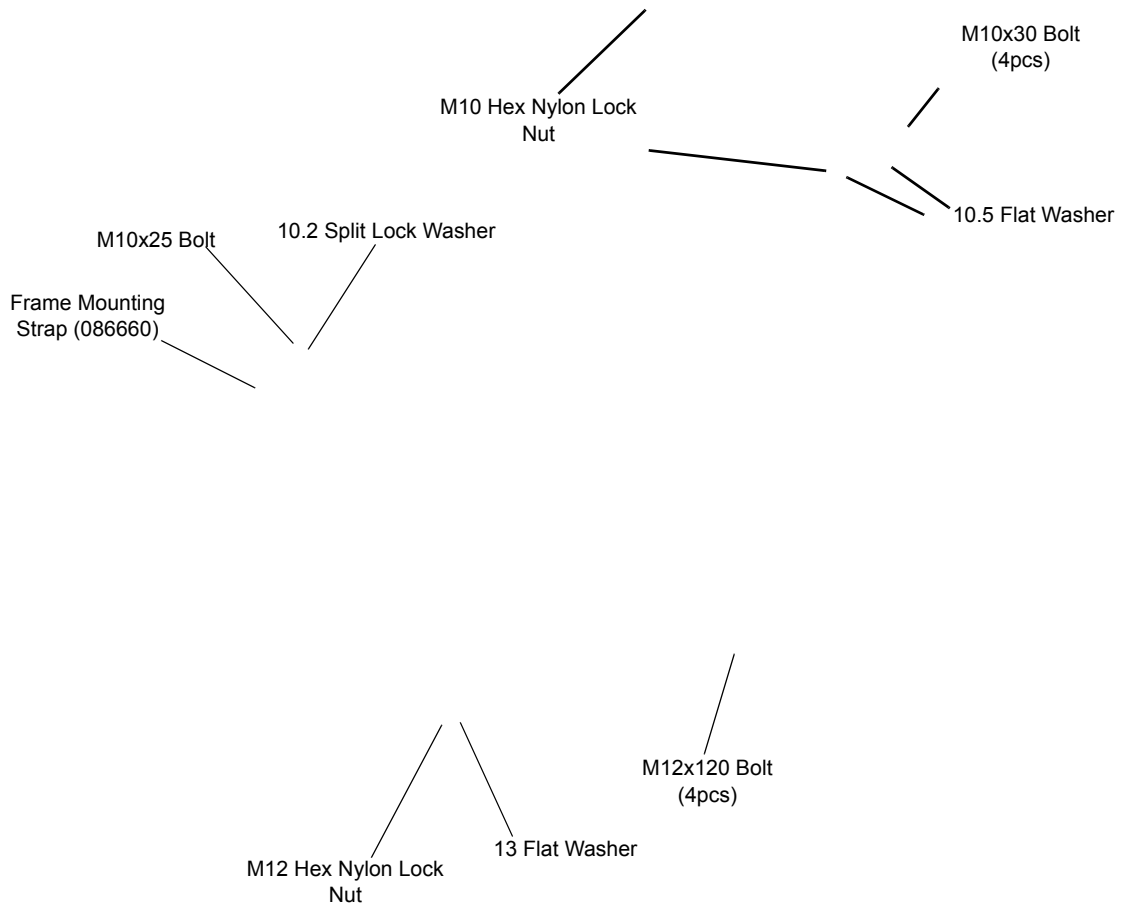 M10x30 Bolt
(4pcs)
M10 Hex Nylon Lock
Nut
10.5 Flat Washer
10.2 Split Lock Washer
M10x25 Bolt
Frame Mounting
Strap (086660)
M12x120 Bolt
(4pcs)
13 Flat Washer
M12 Hex Nylon Lock
Nut